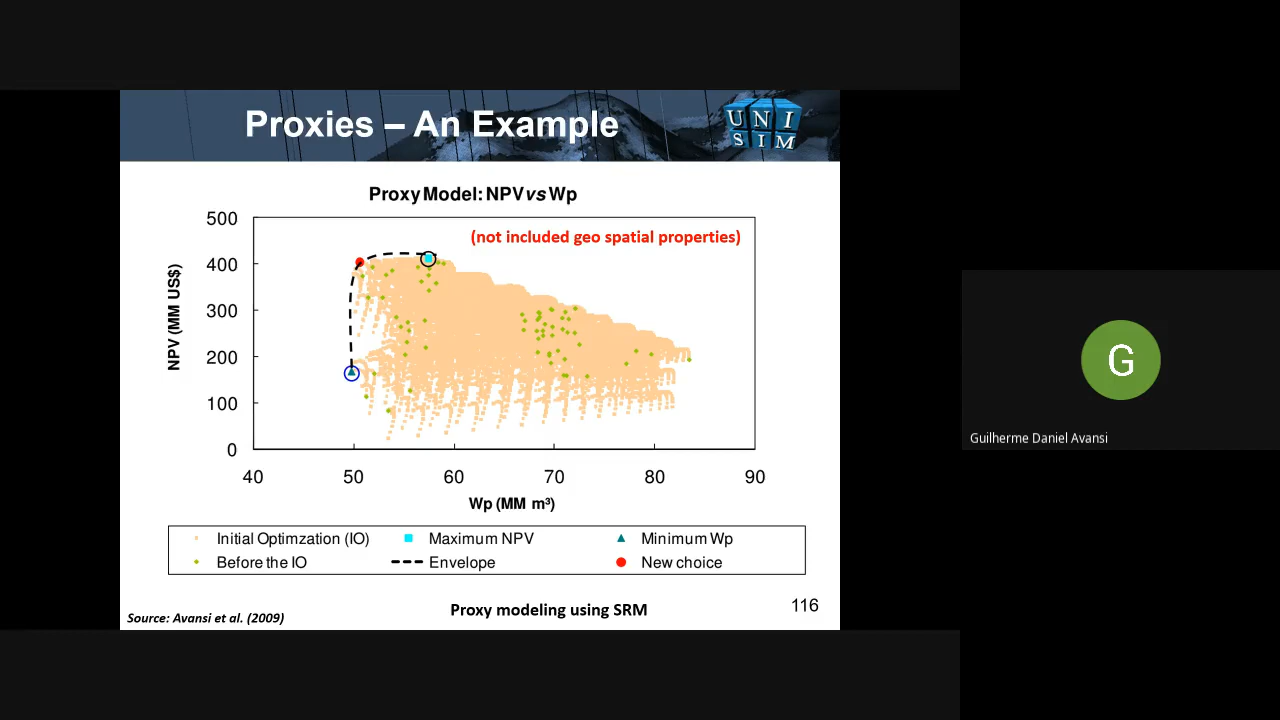 Proxies – An Example
UNI
SIM
Proxy Model: NPV vs Wp
(not included geo spatial properties)
NPV (MM US$)
500
400
300
200
100
0
40 50 60 70 80 90
Wp (MM m³)
Initial Optimzation (IO) Maximum NPV Minimum Wp
Before the IO Envelope New choice
Source: Avansi et al. (2009)
Proxy modeling using SRM
116
G
Guilherme Daniel Avansi